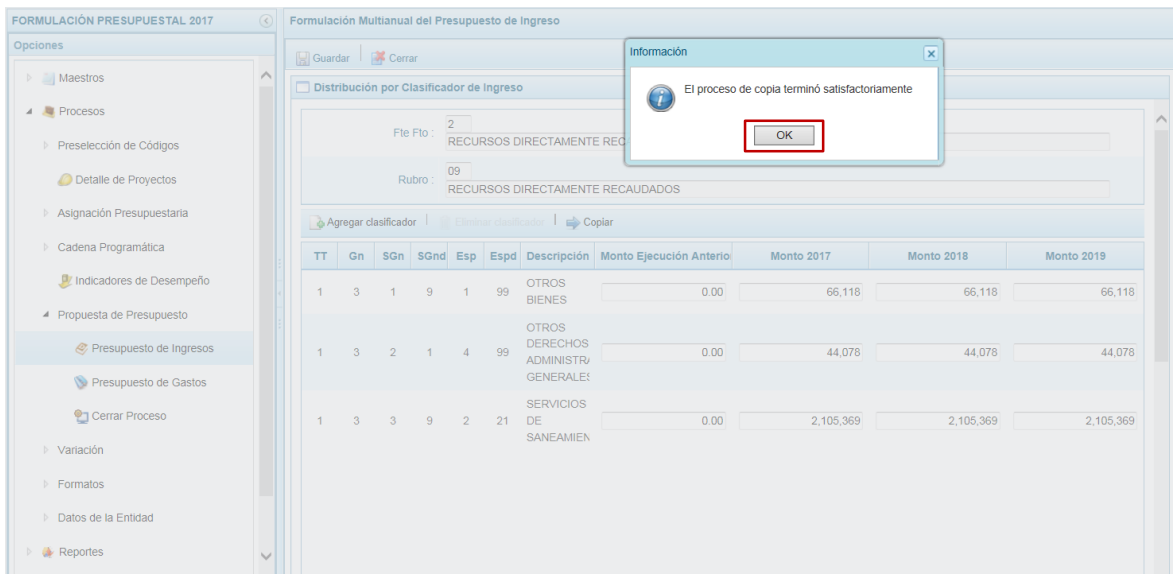 FORMULACIÓN PRESUPUESTAL 2017
Opciones
Maestros
Procesos
Preselección de Códigos
Detalle de Proyectos
Asignación Presupuestaria
Cadena Programática
Indicadores de Desempeño
Propuesta de Presupuesto
Presupuesto de Ingresos
Presupuesto de Gastos
Cerrar Proceso
Variación
Formatos
Datos de la Entidad
Reportes
Formulación Multianual del Presupuesto de Ingreso
Guardar Cerrar
Distribución por Clasificador de Ingreso
Fte Fto : 2
RECURSOS DIRECTAMENTE REC
Rubro : 09
RECURSOS DIRECTAMENTE RECAUDADOS
Agregar clasificador Eliminar clasificador Copiar
TT Gn SGn SGnd Esp Espd Descripción Monto Ejecución Anterio Monto 2017 Monto 2018 Monto 2019
1 3 1 9 1 99 OTROS BIENES 0.00 66,118 66,118 66,118
1 3 2 1 4 99 OTROS DERECHOS ADMINISTRA GENERALES 0.00 44,078 44,078 44,078
1 3 3 9 2 21 SERVICIOS DE SANEAMIEN 0.00 2,105,369 2,105,369 2,105,369
Información
El proceso de copia terminó satisfactoriamente
OK